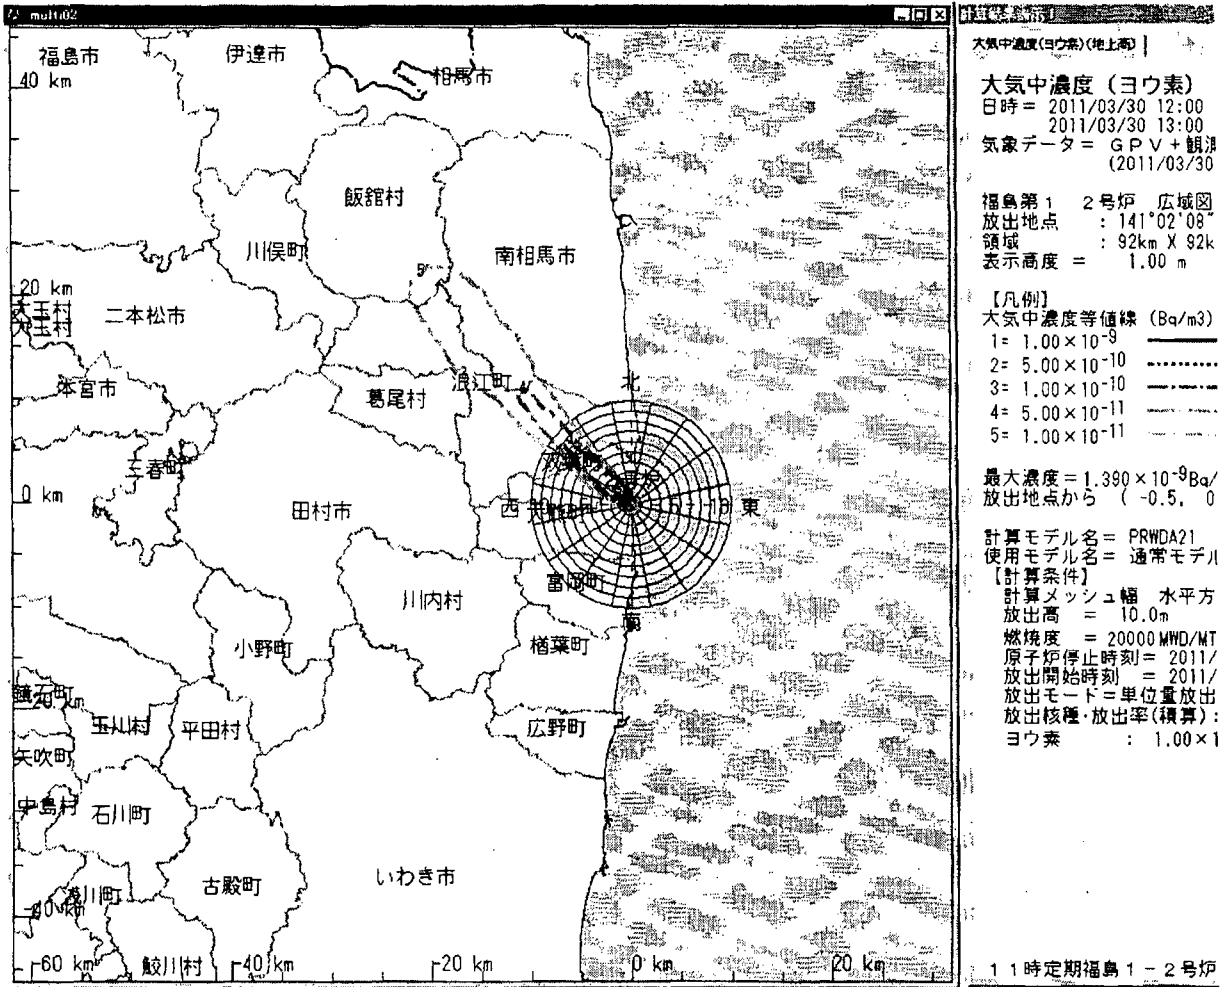 multi02
福島市
伊達市
相馬市
40 km
飯舘村
川俣町
南相馬市
20 km
大玉村
大玉村
二本松市
5
本宮市
葛尾村
浪江町
4
北
三春町
0 km
田村市
西
東
富岡町
川内村
南
小野町
楢葉町
鏡石町
玉川村
平田村
広野町
矢吹町
中島村
石川町
浅川町
古殿町
いわき市
-40 km
-60 km
鮫川村
-40 km
-20 km
0 km
20 km
大気中濃度(ヨウ素)(地上高)
大気中濃度 (ヨウ素)
日時= 2011/03/30 12:00
2011/03/30 13:00
気象データ= GPV+観測
(2011/03/30
福島第1 2号炉 広域図
放出地点 : 141°02'08"
領域 : 92km X 92k
表示高度 = 1.00 m
【凡例】
大気中濃度等値線 (Bq/m3)
1= 1.00×10-9
2= 5.00×10-10
3= 1.00×10-10
4= 5.00×10-11
5= 1.00×10-11
最大濃度=1.390×10-9Bq/
放出地点から ( -0.5, 0
計算モデル名= PRWDA21
使用モデル名= 通常モデル
【計算条件】
計算メッシュ幅 水平方
放出高 = 10.0m
燃焼度 = 20000MWD/MT
原子炉停止時刻= 2011/
放出開始時刻 = 2011/
放出モード=単位量放出
放出核種・放出率(積算):
ヨウ素 : 1.00×1
11時定期福島1-2号炉